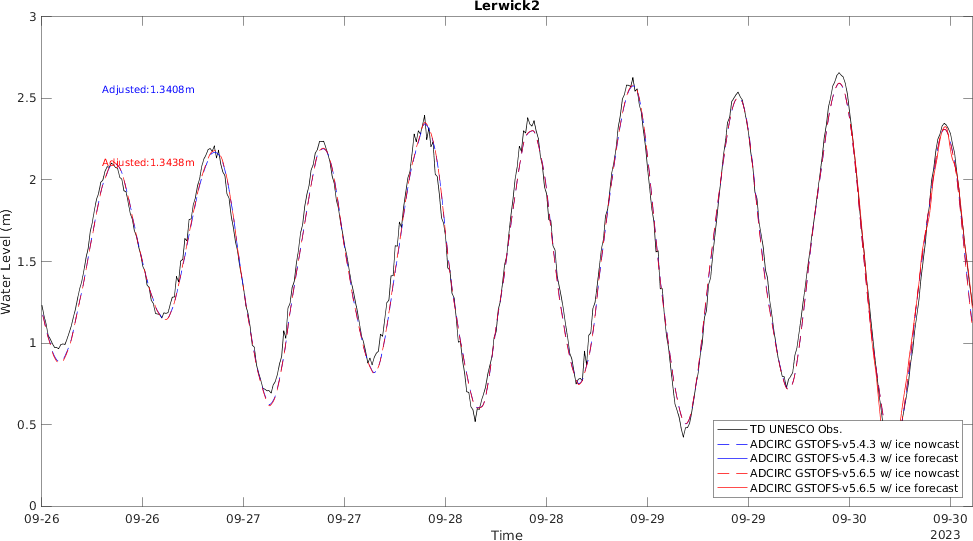 Lerwick2
3
2.5
2
1.5
1
0.5
0
Water Level (m)
Adjusted:1.3408m
Adjusted:1.3438m
TD UNESCO Obs.
ADCIRC GSTOFS-v5.4.3 w/ ice nowcast
ADCIRC GSTOFS-v5.4.3 w/ ice forecast
ADCIRC GSTOFS-v5.6.5 w/ ice nowcast
ADCIRC GSTOFS-v5.6.5 w/ ice forecast
09-26 09-26 09-27 09-27 09-28 09-28 09-29 09-29 09-30 09-30
2023
Time